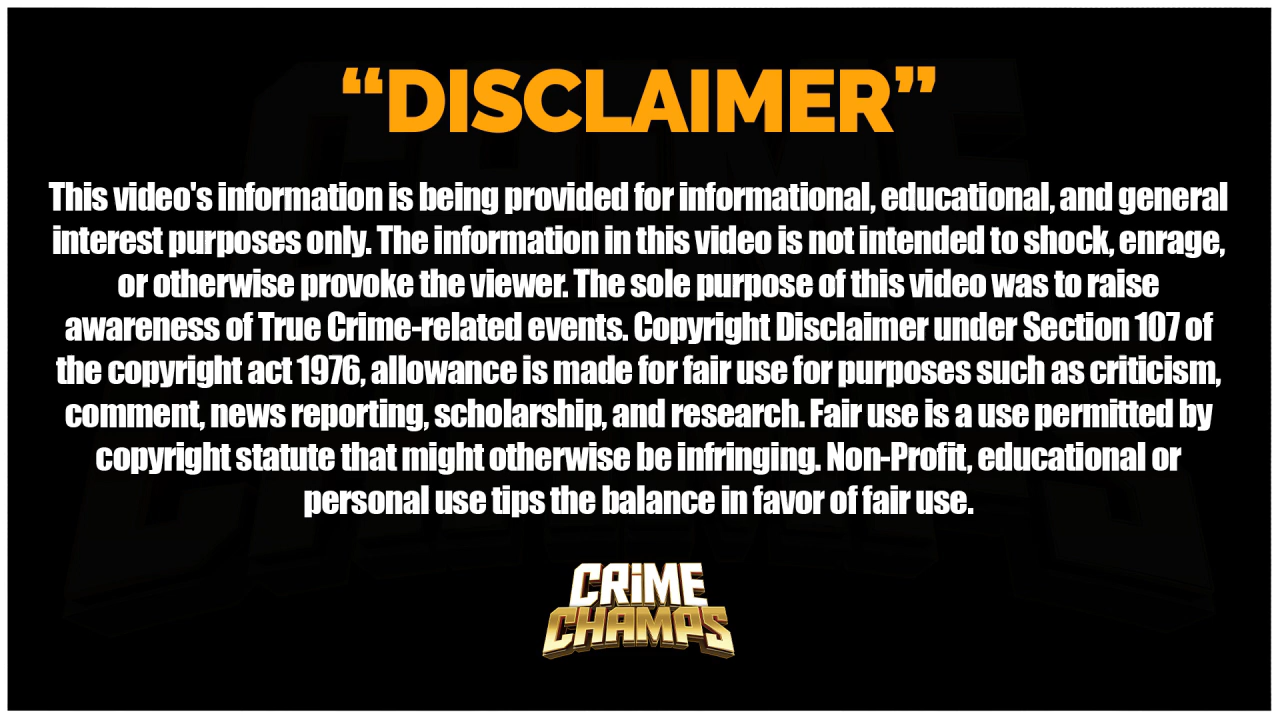 “DISCLAIMER”
This video's information is being provided for informational, educational, and general
interest purposes only. The information in this video is not intended to shock, enrage,
or otherwise provoke the viewer. The sole purpose of this video was to raise
awareness of True Crime-related events. Copyright Disclaimer under Section 107 of
the copyright act 1976, allowance is made for fair use for purposes such as criticism,
comment, news reporting, scholarship, and research. Fair use is a use permitted by
copyright statute that might otherwise be infringing. Non-Profit, educational or
personal use tips the balance in favor of fair use.
CRiME
CHAMPS